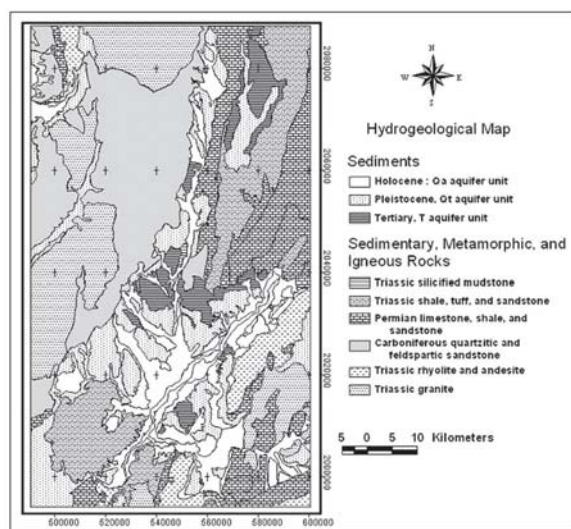 N
W E
S
Hydrogeological Map
Sediments
Holocene : Qa aquifer unit
Pleistocene, Qt aquifer unit
Tertiary, T aquifer unit
Sedimentary, Metamorphic, and
Igneous Rocks
Triassic silicified mudstone
Triassic shale, tuff, and sandstone
Permian limestone, shale, and
sandstone
Carboniferous quartzitic and
feldspartic sandstone
Triassic rhyolite and andesite
Triassic granite
5 0 5 10 Kilometers
2080000
2060000
2040000
2020000
2000000
500000 520000 540000 560000 580000 600000